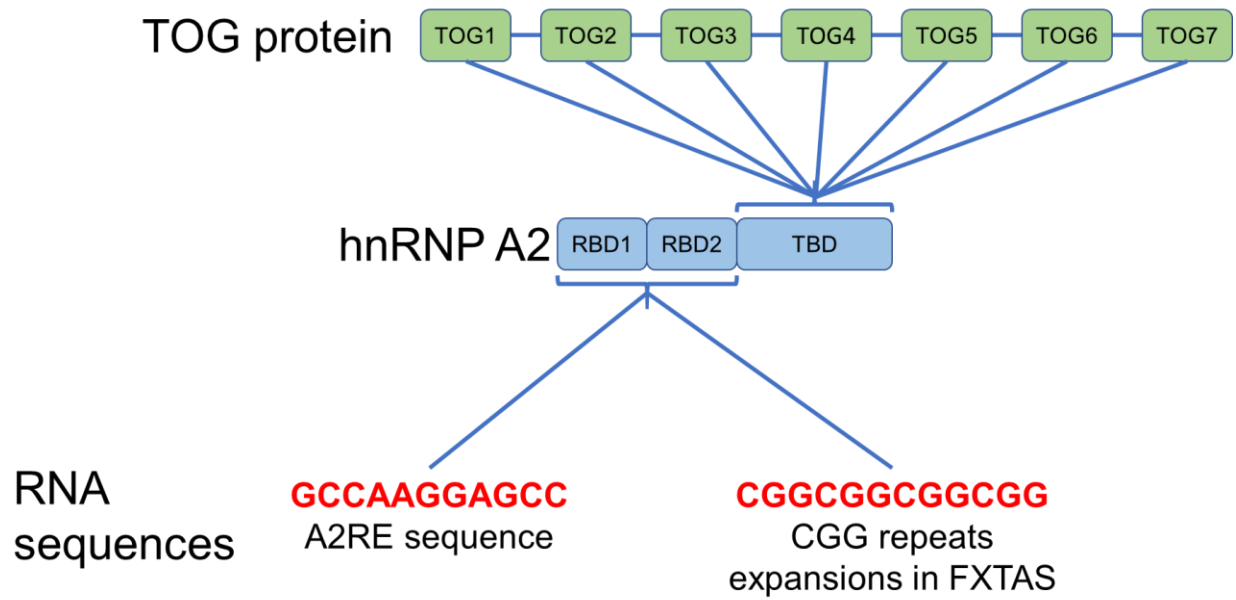 TOG protein
TOG1 TOG2 TOG3 TOG4 TOG5 TOG6 TOG7
hnRNP A2
RBD1 RBD2 TBD
RNA
sequences
GCCAAGGAGCC
A2RE sequence
CGGCGGCGGCGG
CGG repeats
expansions in FXTAS